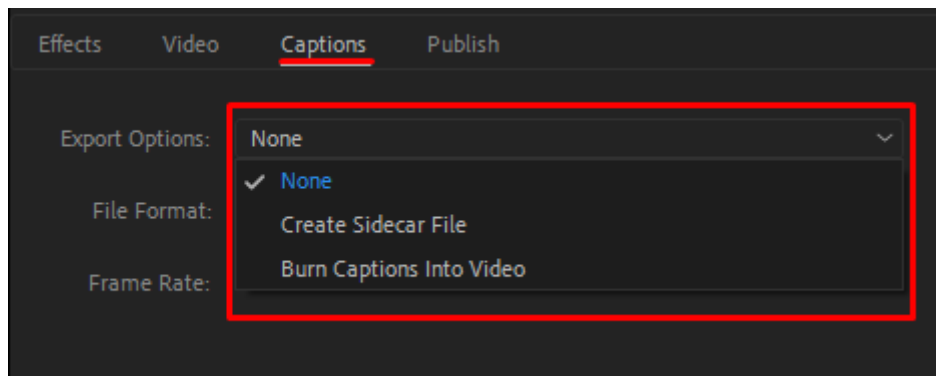 Effects Video Captions Publish
Export Options: None
None
File Format:
Create Sidecar File
Burn Captions Into Video
Frame Rate: